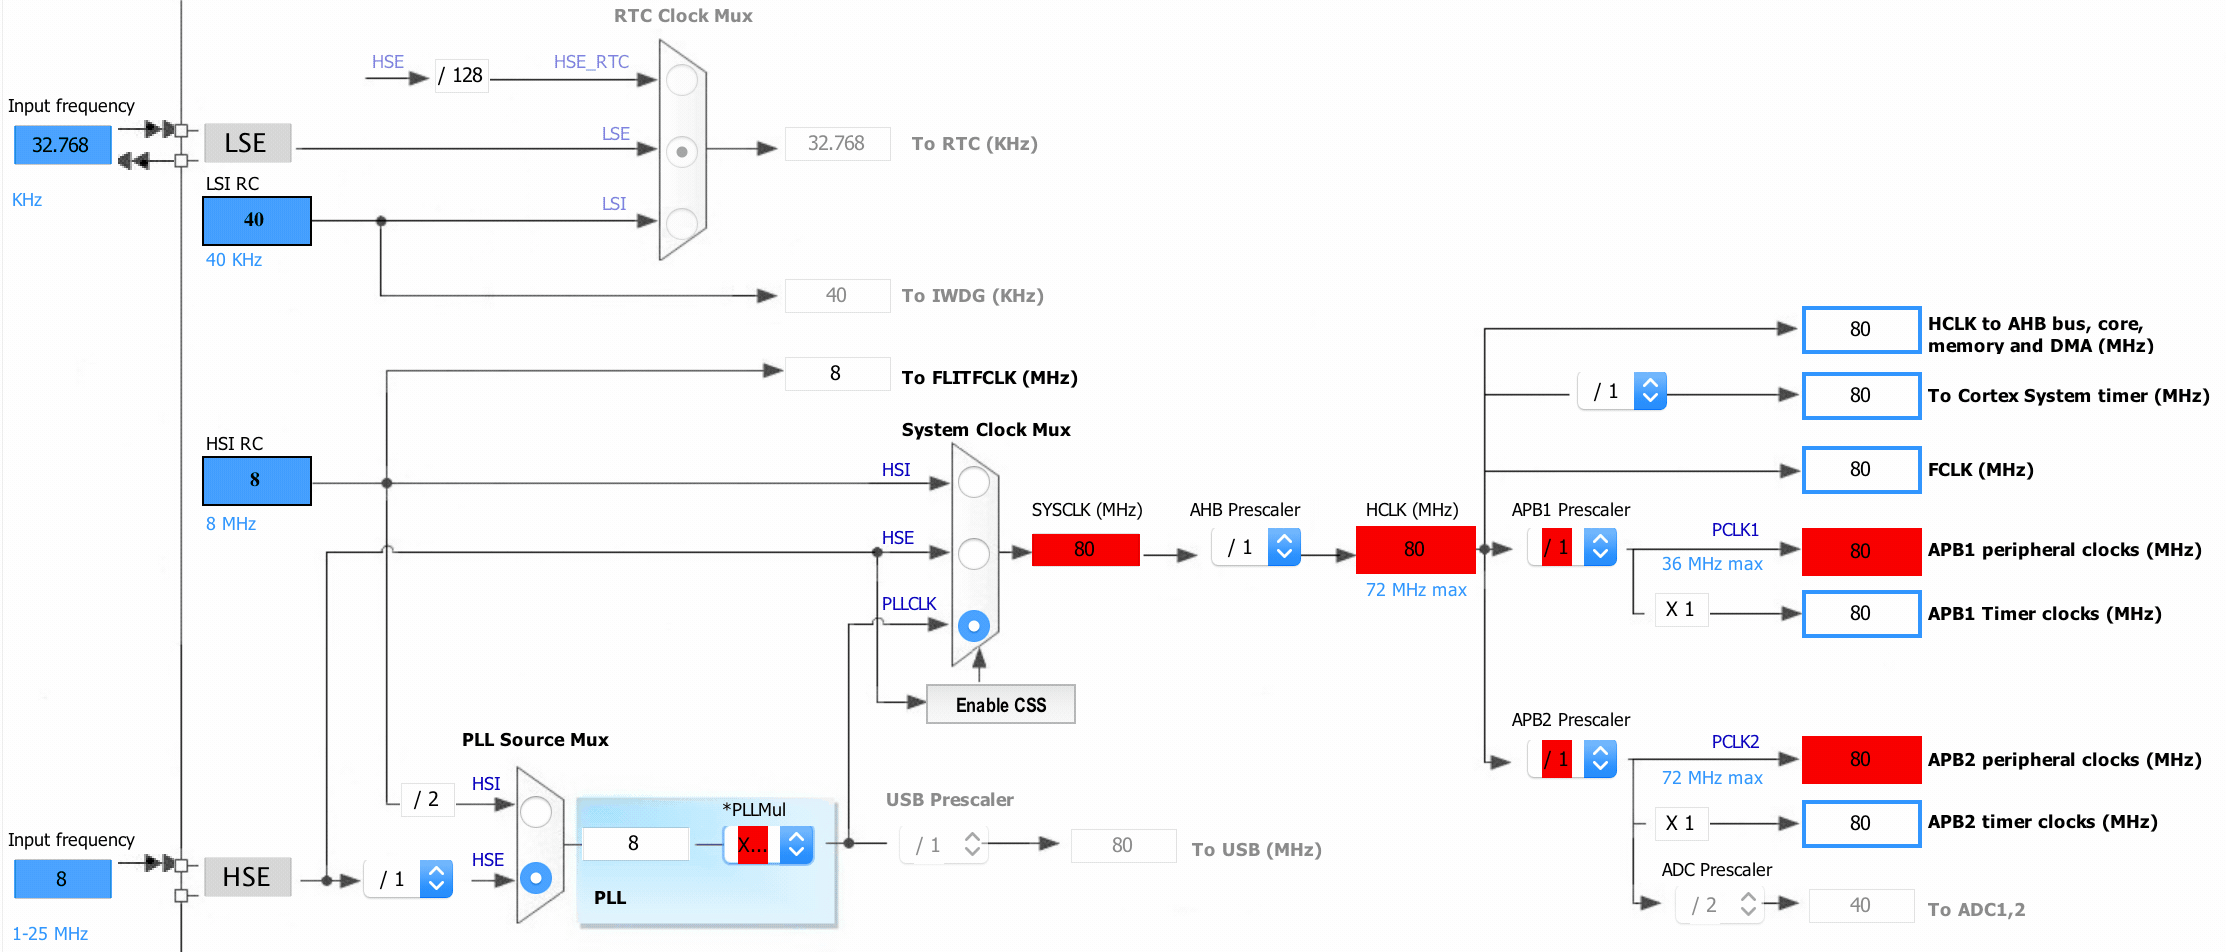 RTC Clock Mux
HSE
/ 128
HSE_RTC
Input frequency
32.768
LSE
LSE
32.768
To RTC (KHz)
KHz
LSI RC
40
LSI
40 KHz
40
To IWDG (KHz)
8
To FLITFCLK (MHz)
HSI RC
8
8 MHz
System Clock Mux
HSI
HSE
PLLCLK
SYSCLK (MHz)
80
AHB Prescaler
/ 1
HCLK (MHz)
80
72 MHz max
Enable CSS
80
HCLK to AHB bus, core,
memory and DMA (MHz)
/ 1
80
To Cortex System timer (MHz)
80
FCLK (MHz)
APB1 Prescaler
/ 1
PCLK1
36 MHz max
80
APB1 peripheral clocks (MHz)
X 1
80
APB1 Timer clocks (MHz)
APB2 Prescaler
/ 1
PCLK2
72 MHz max
80
APB2 peripheral clocks (MHz)
X 1
80
APB2 timer clocks (MHz)
ADC Prescaler
/ 2
40
To ADC1,2
PLL Source Mux
/ 2
HSI
*PLLMul
8
X...
PLL
USB Prescaler
/ 1
80
To USB (MHz)
Input frequency
8
HSE
/ 1
HSE
1-25 MHz